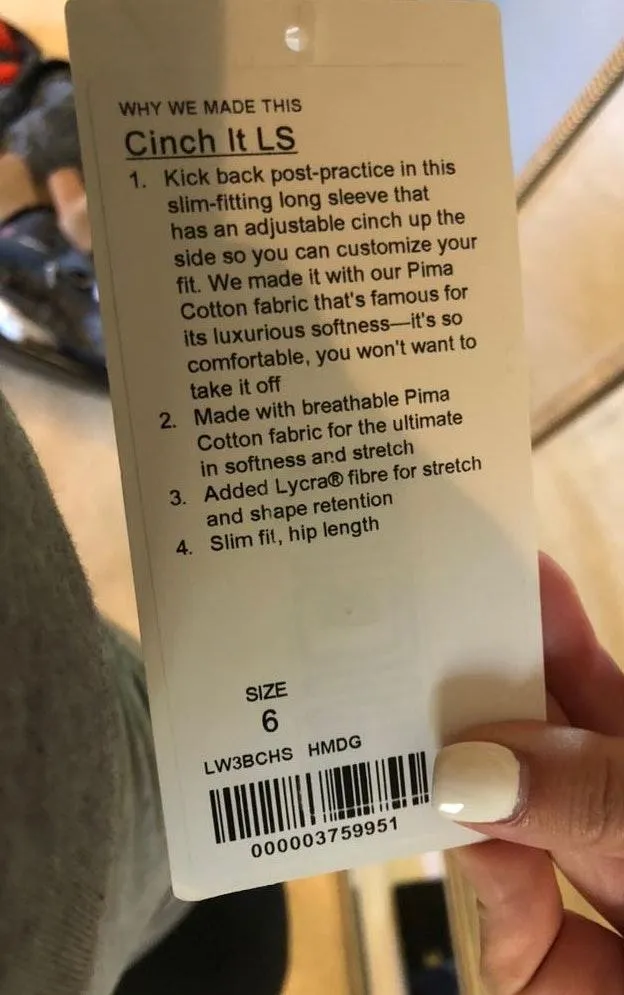 WHY WE MADE THIS
Cinch It LS
1. Kick back post-practice in this
slim-fitting long sleeve that
has an adjustable cinch up the
side so you can customize your
fit. We made it with our Pima
Cotton fabric that's famous for
its luxurious softness—it's so
comfortable, you won't want to
take it off
2. Made with breathable Pima
Cotton fabric for the ultimate
in softness and stretch
3. Added Lycra® fibre for stretch
and shape retention
4. Slim fit, hip length
SIZE
6
LW3BCHS HMDG
000003759951